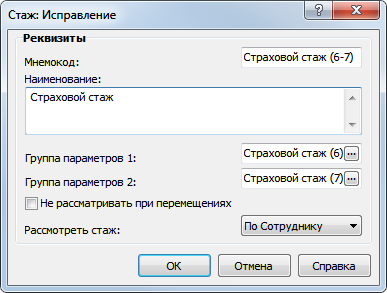 Стаж: Исправление
Реквизиты
Мнемокод: Страховой стаж (6-7)
Наименование:
Страховой стаж
Группа параметров 1: Страховой стаж (6) ...
Группа параметров 2: Страховой стаж (7) ...
Не рассматривать при перемещениях
Рассмотреть стаж: По Сотруднику
ОК Отмена Справка